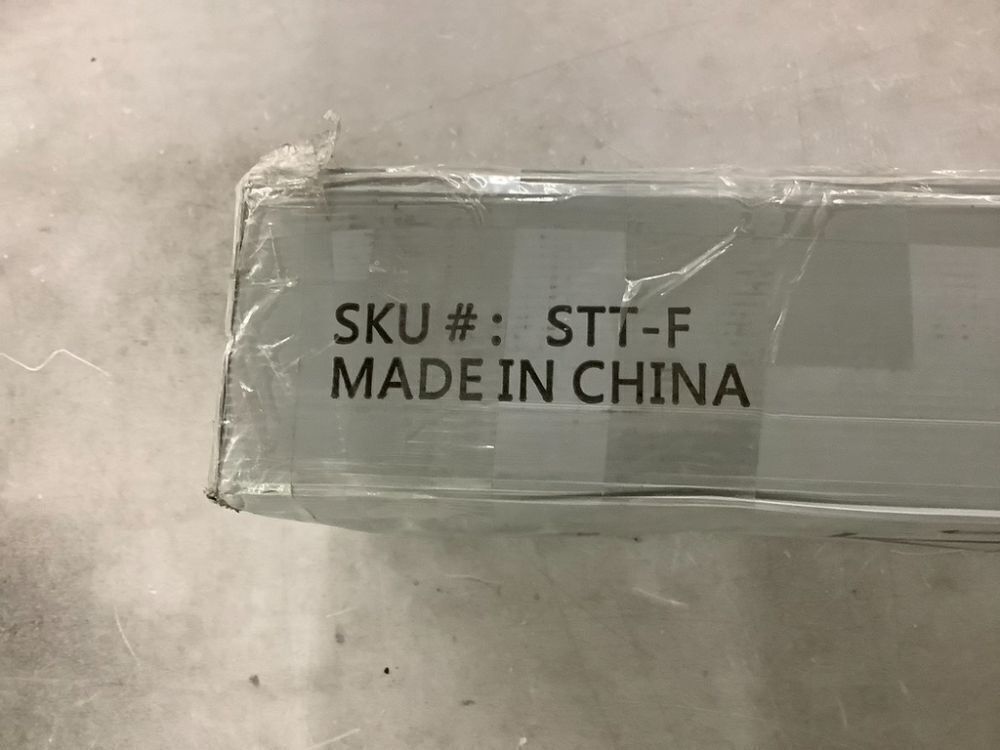 SKU #: STT-F
MADE IN CHINA